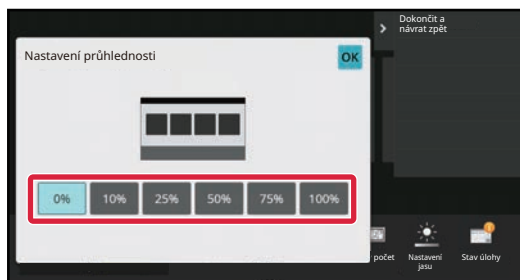 Dokončit a
návrat zpět
Nastavení průhlednosti
OK
0%
10%
25%
50%
75%
100%
počet
Nastavení
jasu
Stav úlohy